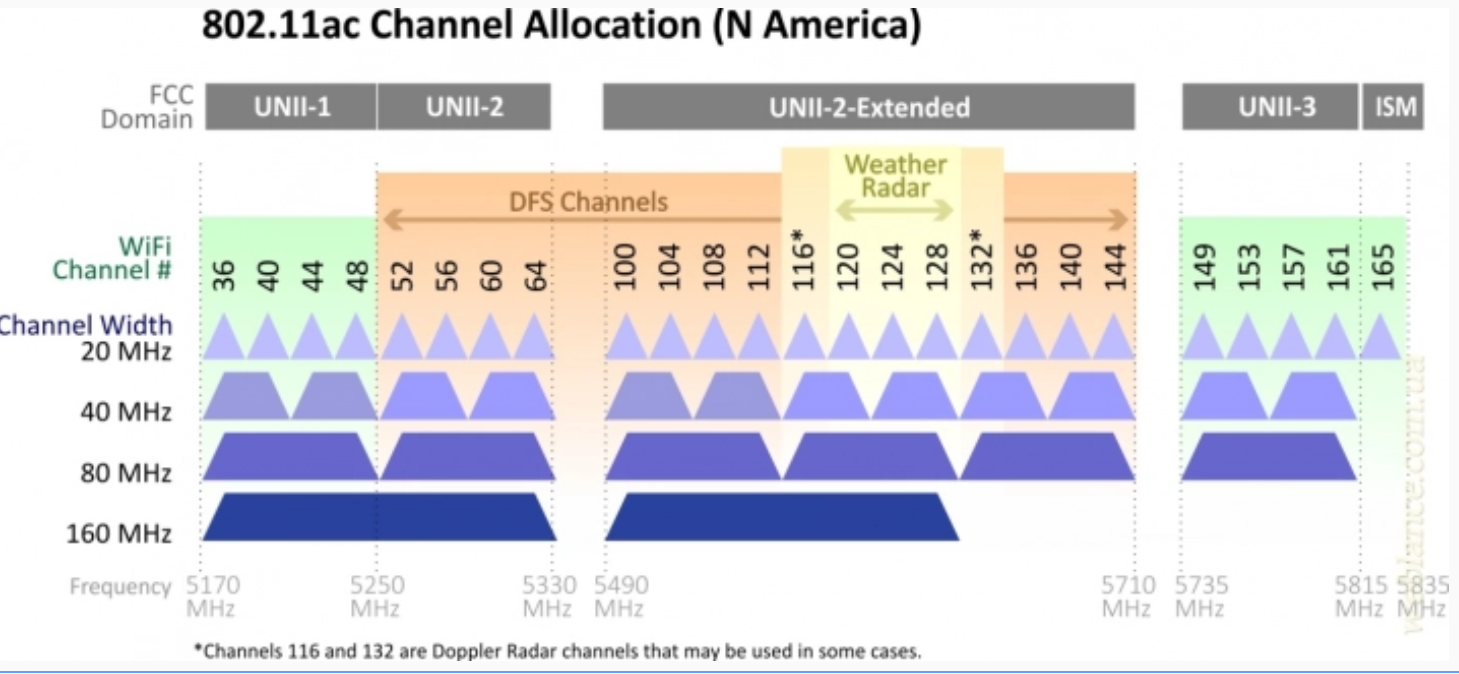 802.11ac Channel Allocation (N America)
FCC
Domain
UNII-1
UNII-2
UNII-2-Extended
UNII-3
ISM
Weather
Radar
DFS Channels
WiFi
Channel #
36 40 44 48 52 56 60 64 100 104 108 112 116* 120 124 128 132* 136 140 144 149 153 157 161 165
Channel Width
20 MHz
40 MHz
80 MHz
160 MHz
Frequency
5170
MHz
5250
MHz
5330
MHz
5490
MHz
5710
MHz
5735
MHz
5815
MHz
5835
MHz
*Channels 116 and 132 are Doppler Radar channels that may be used in some cases.